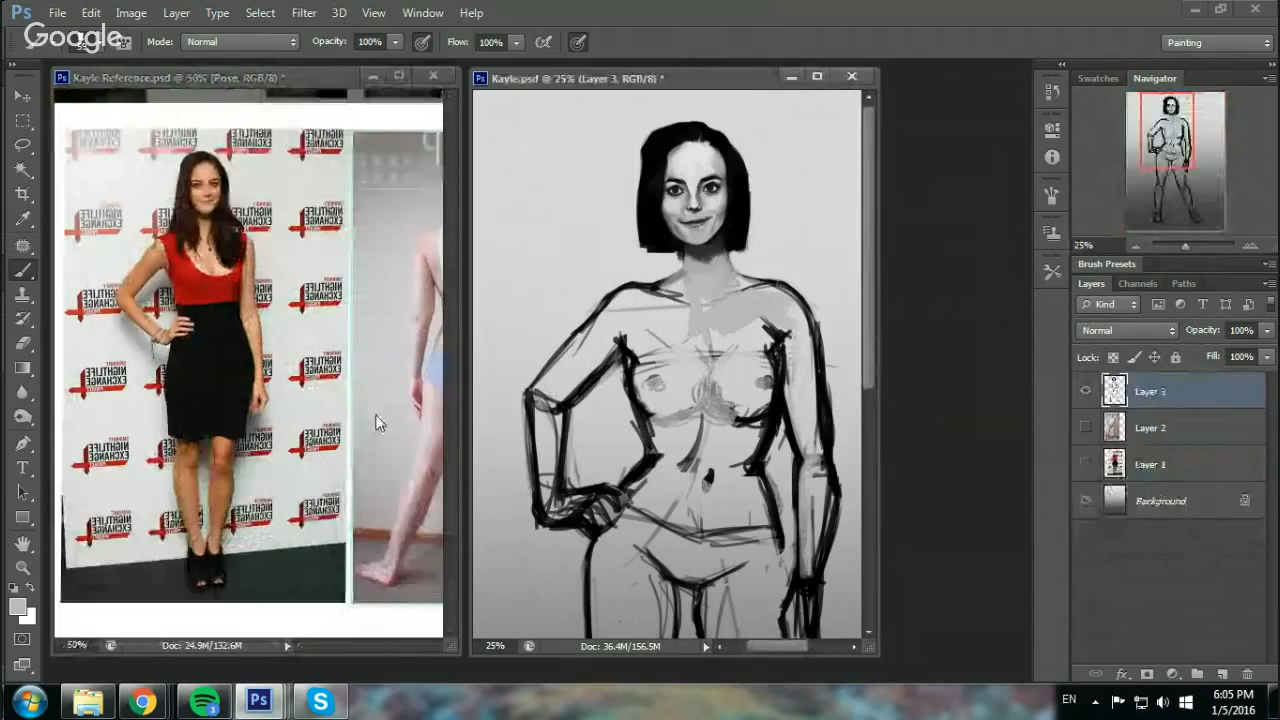 Ps File Edit Image Layer Type Select Filter 3D View Window Help
Google
Mode: Normal Opacity: 100% Flow: 100% Painting
Kayle Reference.psd @ 50% (Pose, RGB/8) *
Kayle.psd @ 25% (Layer 3, RGB/8) *
Swatches Navigator
NIGHTLIFE EXCHANGE PROJECT
25%
Brush Presets
Layers Channels Paths
Kind
Normal Opacity: 100%
Lock: Fill: 100%
Layer 3
Layer 2
Layer 1
Background
50% Doc: 24.9M/132.6M
25% Doc: 36.4M/156.5M
fx
Ps
3
EN 6:05 PM
1/5/2016